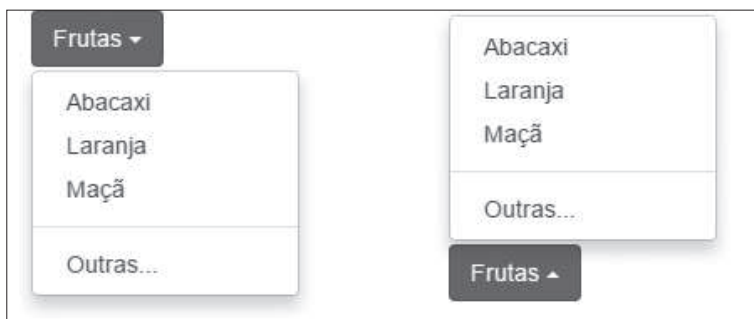 Frutas
Abacaxi
Laranja
Maçã
Outras...
Abacaxi
Laranja
Maçã
Outras...
Frutas